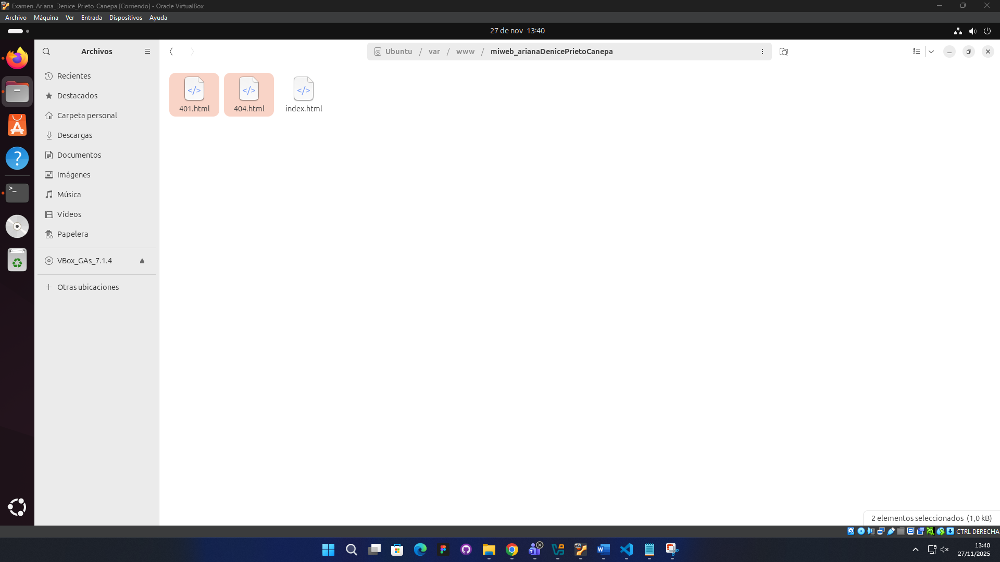 Examen_Ariana_Denice_Prieto_Canepa [Corriendo] - Oracle VirtualBox
Archivo Máquina Ver Entrada Dispositivos Ayuda
27 de nov 13:40
Archivos
Ubuntu / var / www / miweb_arianaDenicePrietoCanepa
Recientes
Destacados
Carpeta personal
Descargas
Documentos
Imágenes
Música
Vídeos
Papelera
VBox_GAs_7.1.4
Otras ubicaciones
401.html
404.html
index.html
2 elementos seleccionados (1,0 kB)
CTRL DERECHA
13:40
27/11/2025